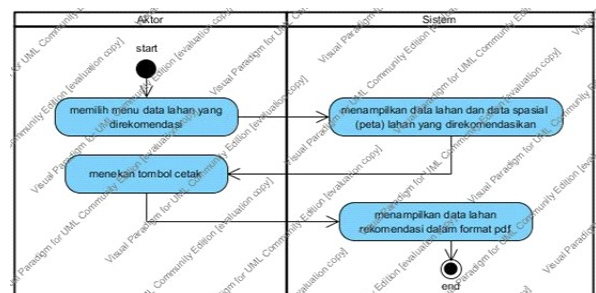 Aktor
Sistem
start
memilih menu data lahan yang
direkomendasi
menampilkan data lahan dan data spasial
(peta) lahan yang direkomendasikan
menekan tombol cetak
menampilkan data lahan
rekomendasi dalam format pdf
end
Visual Paradigm for UML Community Edition [evaluation copy]